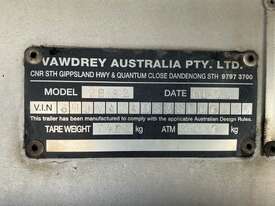 VAWDREY AUSTRALIA PTY. LTD.
CNR STH GIPPSLAND HWY & QUANTUM CLOSE DANDENONG STH 9797 3700
MODEL DATE
V.I.N
This trailer has been manufactured to comply with the applicable Australian Design Rules.
TARE WEIGHT kg ATM kg